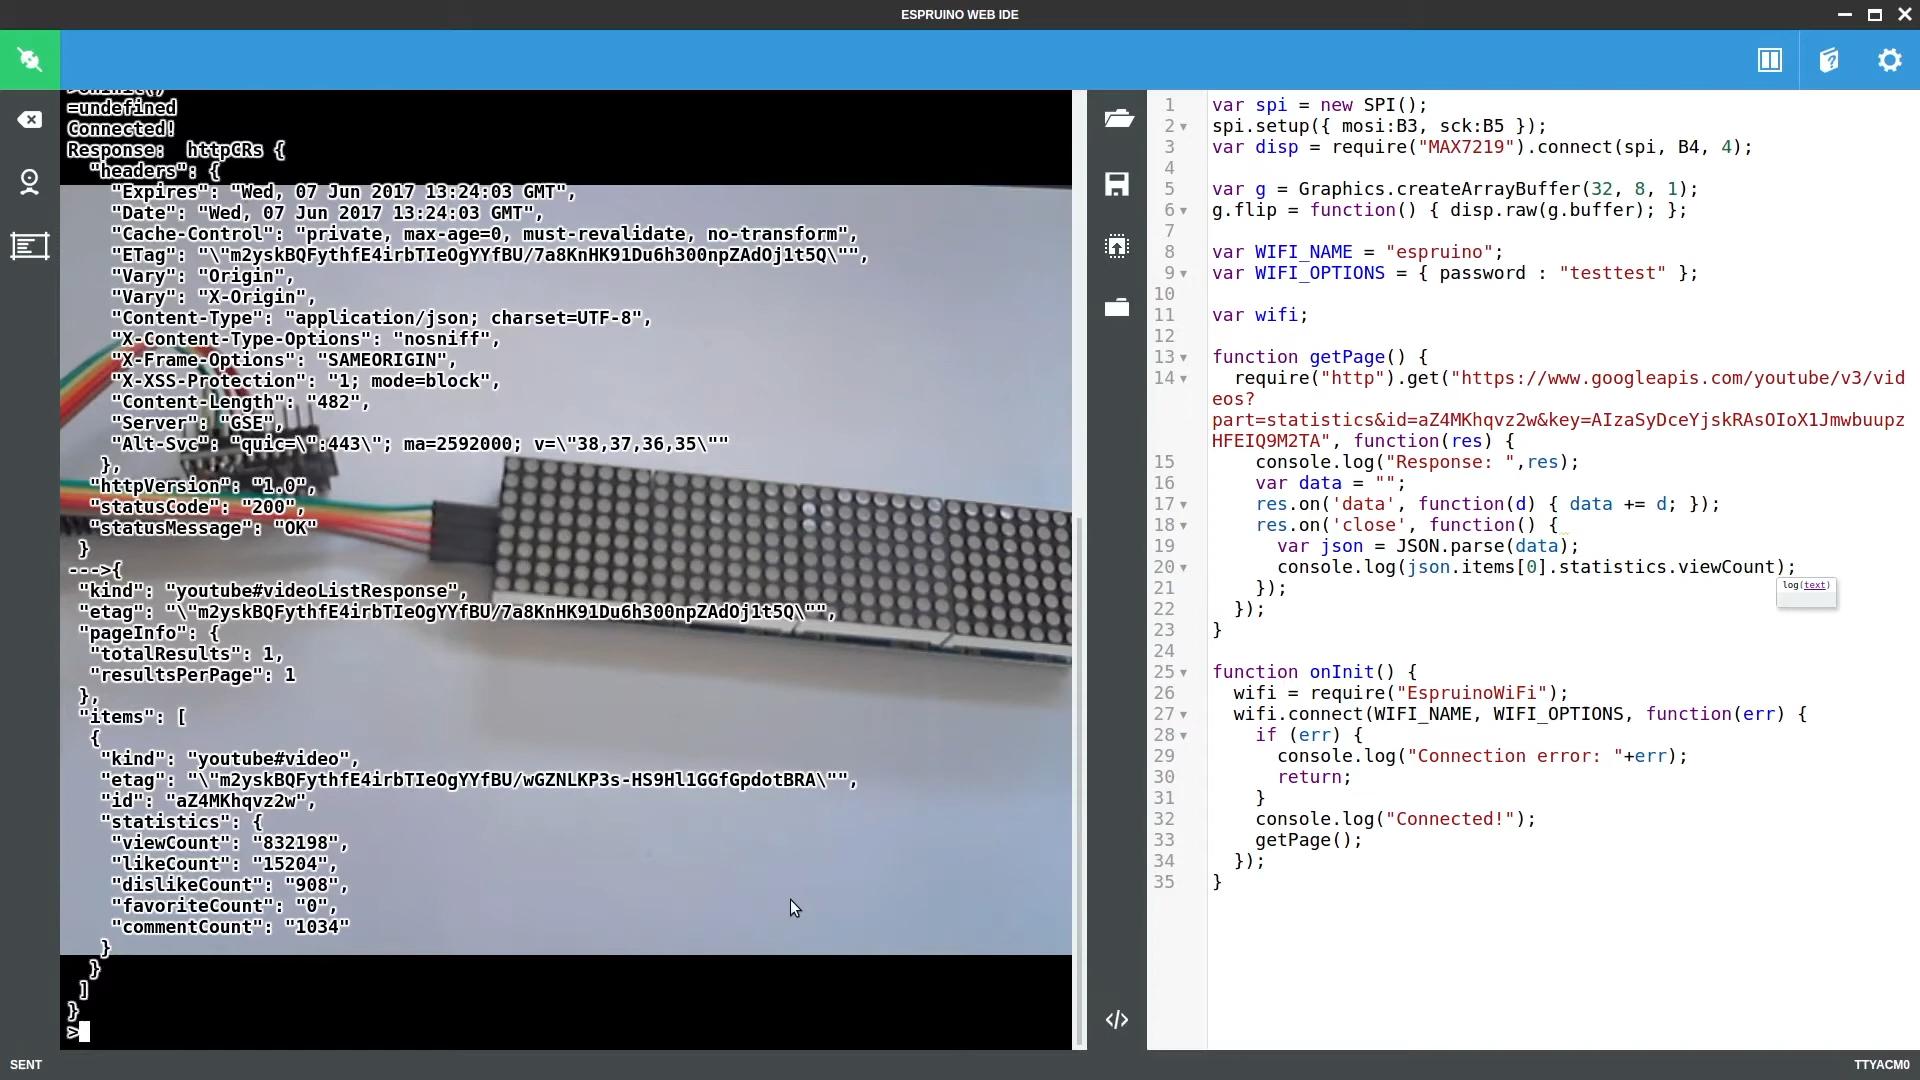 ESPRUINO WEB IDE
=undefined
Connected!
Response:  httpCRs {
"headers": {
"Expires": "Wed, 07 Jun 2017 13:24:03 GMT",
"Date": "Wed, 07 Jun 2017 13:24:03 GMT",
"Cache-Control": "private, max-age=0, must-revalidate, no-transform",
"ETag": "\"m2yskBQFythfE4irbTIeOgYYfBU/7a8KnHK91Du6h300npZAdOj1t5Q\"",
"Vary": "Origin",
"Vary": "X-Origin",
"Content-Type": "application/json; charset=UTF-8",
"X-Content-Type-Options": "nosniff",
"X-Frame-Options": "SAMEORIGIN",
"X-XSS-Protection": "1; mode=block",
"Content-Length": "482",
"Server": "GSE",
"Alt-Svc": "quic=\":443\"; ma=2592000; v=\"38,37,36,35\""
},
"httpVersion": "1.0",
"statusCode": "200",
"statusMessage": "OK"
}
--->{
"kind": "youtube#videoListResponse",
"etag": "\"m2yskBQFythfE4irbTIeOgYYfBU/7a8KnHK91Du6h300npZAdOj1t5Q\"",
"pageInfo": {
"totalResults": 1,
"resultsPerPage": 1
},
"items": [
{
"kind": "youtube#video",
"etag": "\"m2yskBQFythfE4irbTIeOgYYfBU/wGZNLKP3s-HS9Hl1GGfGpdotBRA\"",
"id": "aZ4MKhqvz2w",
"statistics": {
"viewCount": "832198",
"likeCount": "15204",
"dislikeCount": "908",
"favoriteCount": "0",
"commentCount": "1034"
}
}
]
}
>
1 var spi = new SPI();
2 spi.setup({ mosi:B3, sck:B5 });
3 var disp = require("MAX7219").connect(spi, B4, 4);
4
5 var g = Graphics.createArrayBuffer(32, 8, 1);
6 g.flip = function() { disp.raw(g.buffer); };
7
8 var WIFI_NAME = "espruino";
9 var WIFI_OPTIONS = { password : "testtest" };
10
11 var wifi;
12
13 function getPage() {
14 require("http").get("https://www.googleapis.com/youtube/v3/vid
eos?
part=statistics&id=aZ4MKhqvz2w&key=AIzaSyDceYjskRAsOIoX1Jmwbuupz
HFEIQ9M2TA", function(res) {
15 console.log("Response: ",res);
16 var data = "";
17 res.on('data', function(d) { data += d; });
18 res.on('close', function() {
19 var json = JSON.parse(data);
20 console.log(json.items[0].statistics.viewCount);
log(text)
21 });
22 });
23 }
24
25 function onInit() {
26 wifi = require("EspruinoWiFi");
27 wifi.connect(WIFI_NAME, WIFI_OPTIONS, function(err) {
28 if (err) {
29 console.log("Connection error: "+err);
30 return;
31 }
32 console.log("Connected!");
33 getPage();
34 });
35 }
SENT
TTYACM0